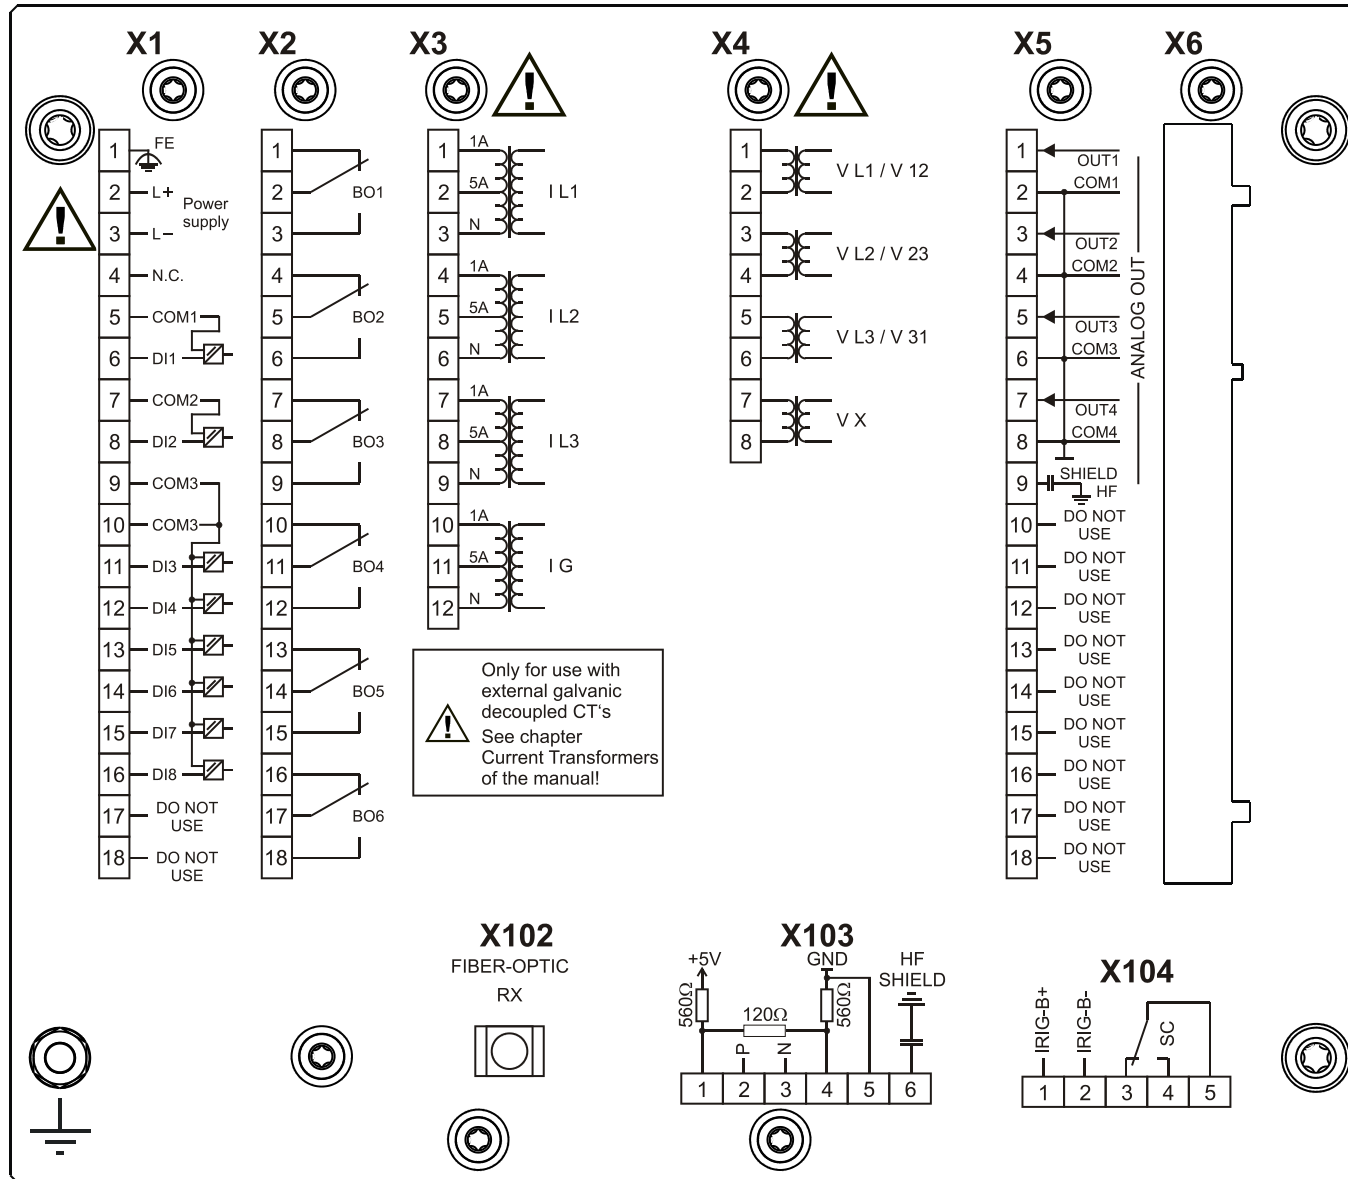 X1
X2
X3
X4
X5
X6
1
FE
2
L+
Power
supply
3
L–
4
N.C.
5
COM1
6
DI1
7
COM2
8
DI2
9
COM3
10
COM3
11
DI3
12
DI4
13
DI5
14
DI6
15
DI7
16
DI8
17
DO NOT
USE
18
DO NOT
USE
1
2
BO1
3
4
5
BO2
6
7
8
BO3
9
10
11
BO4
12
13
14
BO5
15
16
17
BO6
18
1
1A
2
5A
I L1
3
N
4
1A
5
5A
I L2
6
N
7
1A
8
5A
I L3
9
N
10
1A
11
5A
I G
12
N
Only for use with
external galvanic
decoupled CT‘s
See chapter
Current Transformers
of the manual!
1
V L1 / V 12
2
3
V L2 / V 23
4
5
V L3 / V 31
6
7
V X
8
1
OUT1
2
COM1
3
OUT2
4
COM2
5
OUT3
6
COM3
7
OUT4
8
COM4
ANALOG OUT
9
SHIELD
HF
10
DO NOT
USE
11
DO NOT
USE
12
DO NOT
USE
13
DO NOT
USE
14
DO NOT
USE
15
DO NOT
USE
16
DO NOT
USE
17
DO NOT
USE
18
DO NOT
USE
X102
FIBER-OPTIC
RX
X103
+5V
GND
HF
SHIELD
560Ω
120Ω
560Ω
P
N
1 2 3 4 5 6
X104
IRIG-B+
IRIG-B-
SC
1 2 3 4 5